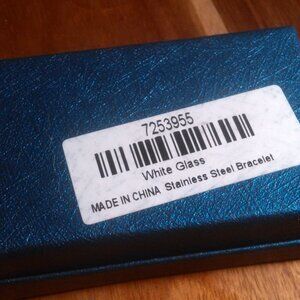 7253955
White Glass
MADE IN CHINA Stainless Steel Bracelet